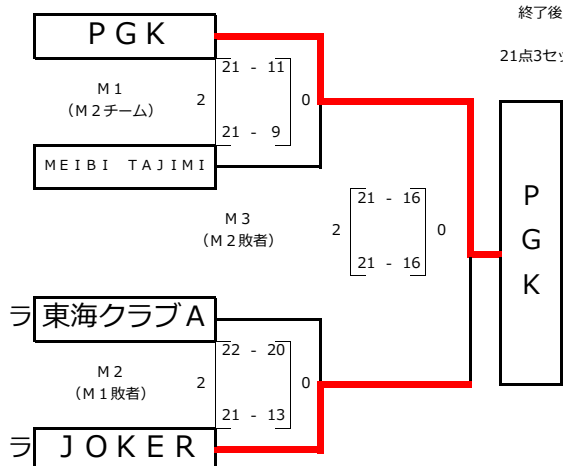 終了後
ＰＧＫ
21点3セッ
21 - 11
Ｍ１
（Ｍ２チーム）
2
0
21 - 9
ＭＥＩＢＩ　ＴＡＪＩＭＩ
Ｐ
Ｇ
Ｋ
21 - 16
Ｍ３
（Ｍ２敗者）
2
0
21 - 16
ラ
東海クラブＡ
22 - 20
Ｍ２
（Ｍ１敗者）
2
0
21 - 13
ラ
ＪＯＫＥＲ